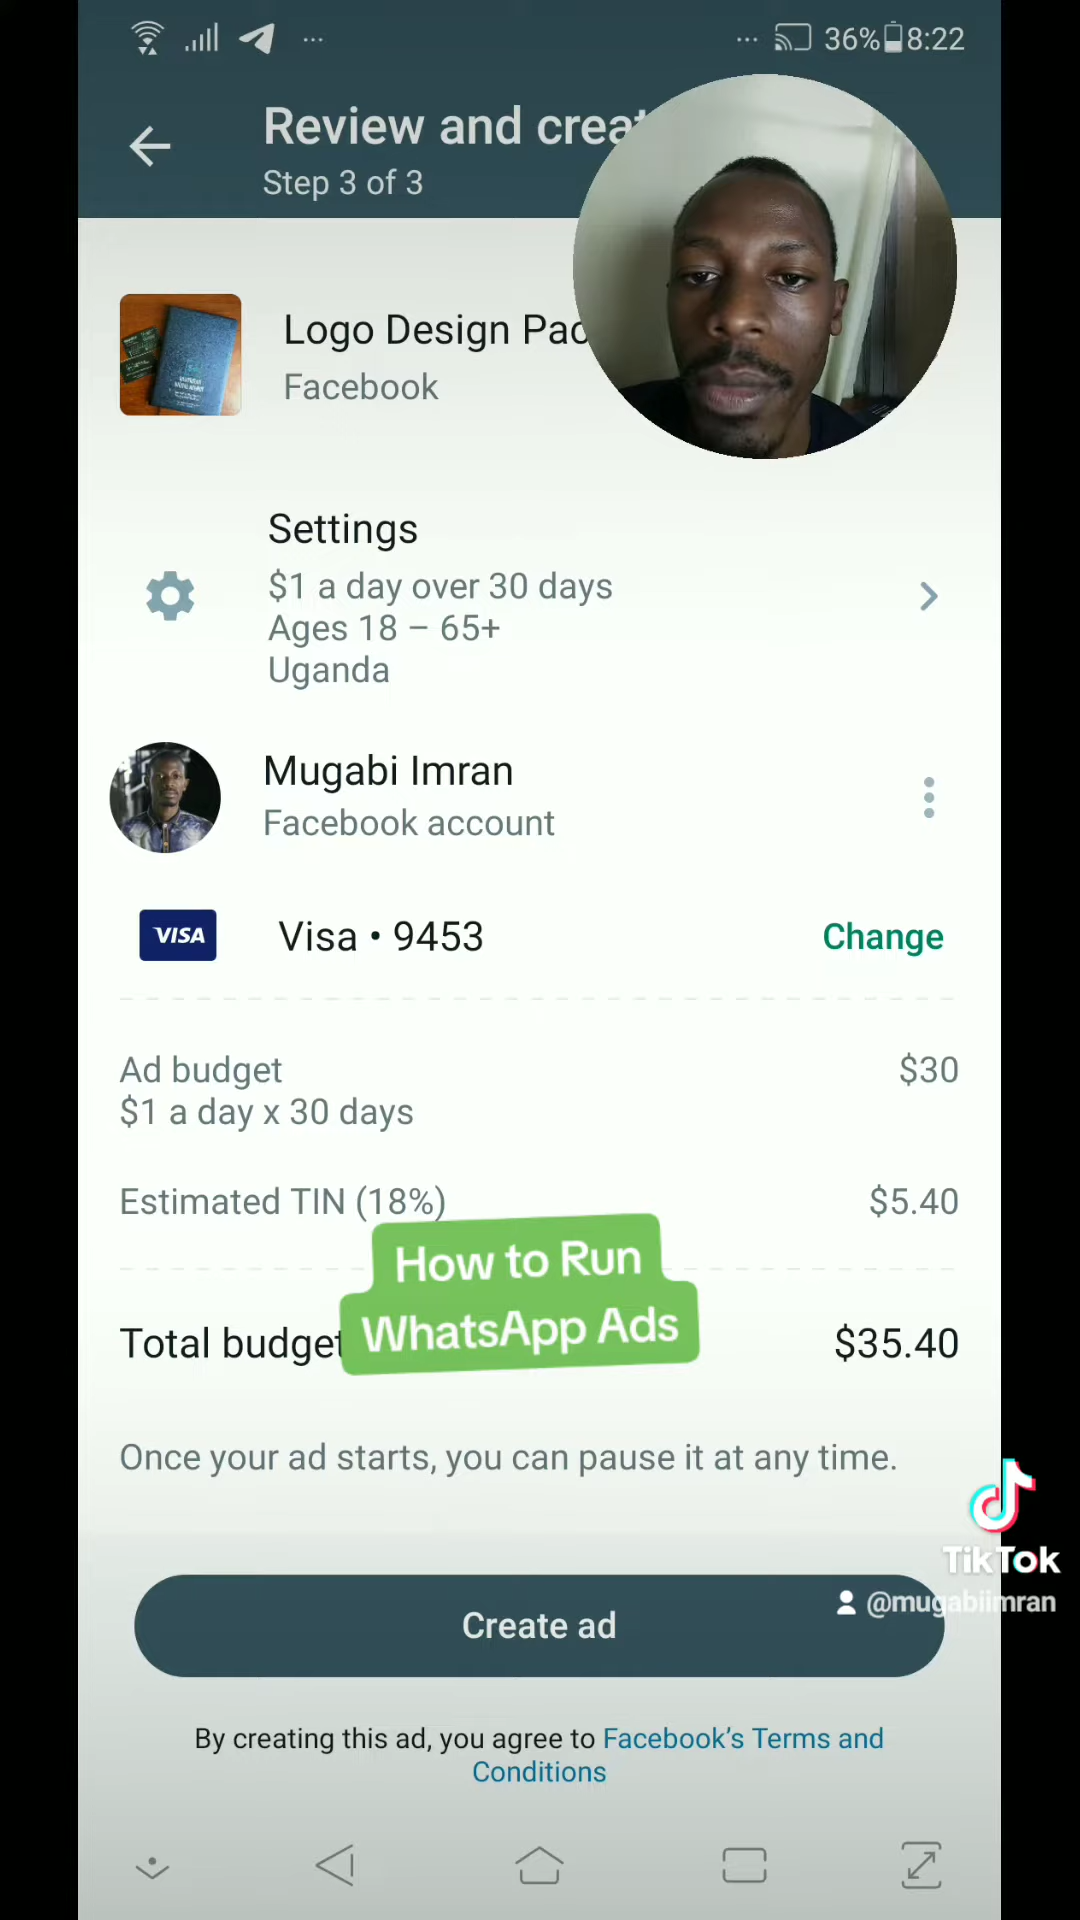 36% 8:22
Review and creat
Step 3 of 3
Logo Design Pac
Facebook
Settings
$1 a day over 30 days
Ages 18 – 65+
Uganda
Mugabi Imran
Facebook account
VISA
Visa • 9453
Change
Ad budget
$30
$1 a day x 30 days
Estimated TIN (18%)
$5.40
How to Run
WhatsApp Ads
Total budget
$35.40
Once your ad starts, you can pause it at any time.
TikTok
@mugabiimran
Create ad
By creating this ad, you agree to Facebook’s Terms and
Conditions